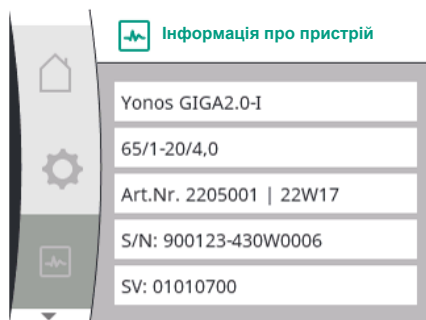 Інформація про пристрій
Yonos GIGA2.0-I
65/1-20/4,0
Art.Nr. 2205001 | 22W17
S/N: 900123-430W0006
SV: 01010700